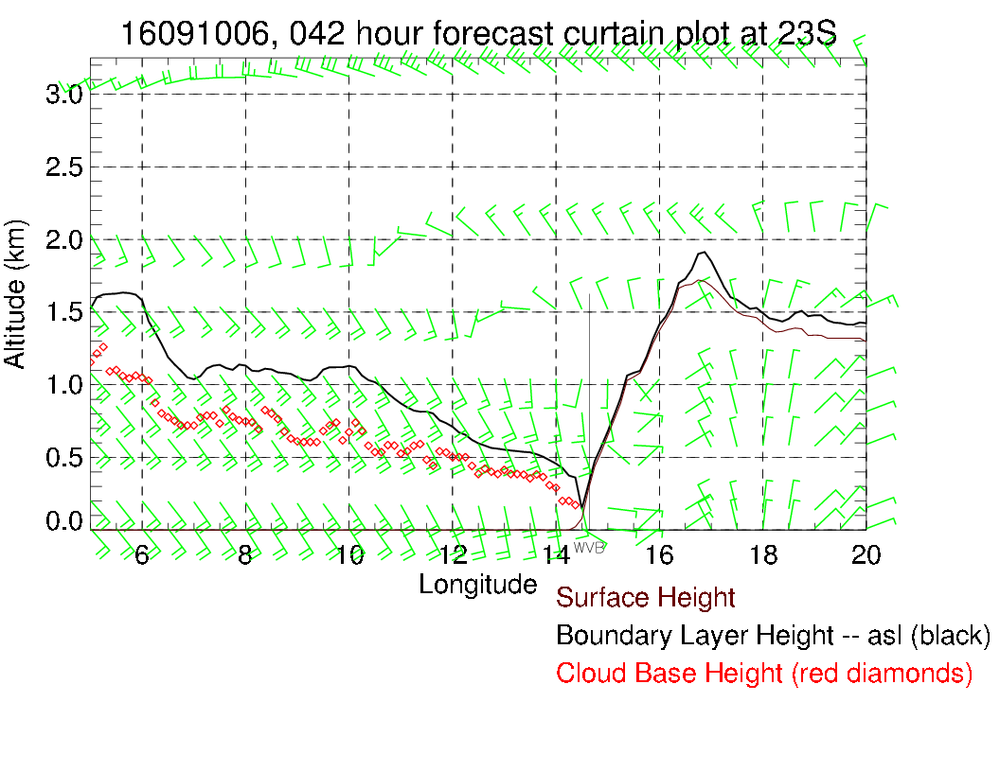 16091006, 042 hour forecast curtain plot at 23S
3.0
2.5
2.0
1.5
1.0
0.5
0.0
Altitude (km)
6 8 10 12 14 16 18 20
WVB
Longitude
Surface Height
Boundary Layer Height -- asl (black)
Cloud Base Height (red diamonds)